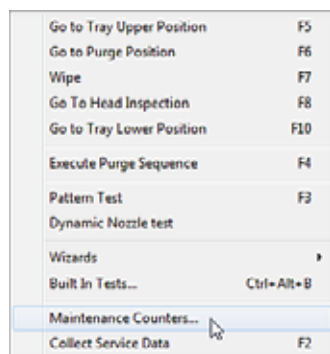 Go to Tray Upper Position F5
Go to Purge Position F6
Wipe F7
Go To Head Inspection F8
Go to Tray Lower Position F10
Execute Purge Sequence F4
Pattern Test F3
Dynamic Nozzle test
Wizards
Built In Tests... Ctrl+Alt+B
Maintenance Counters...
Collect Service Data F2